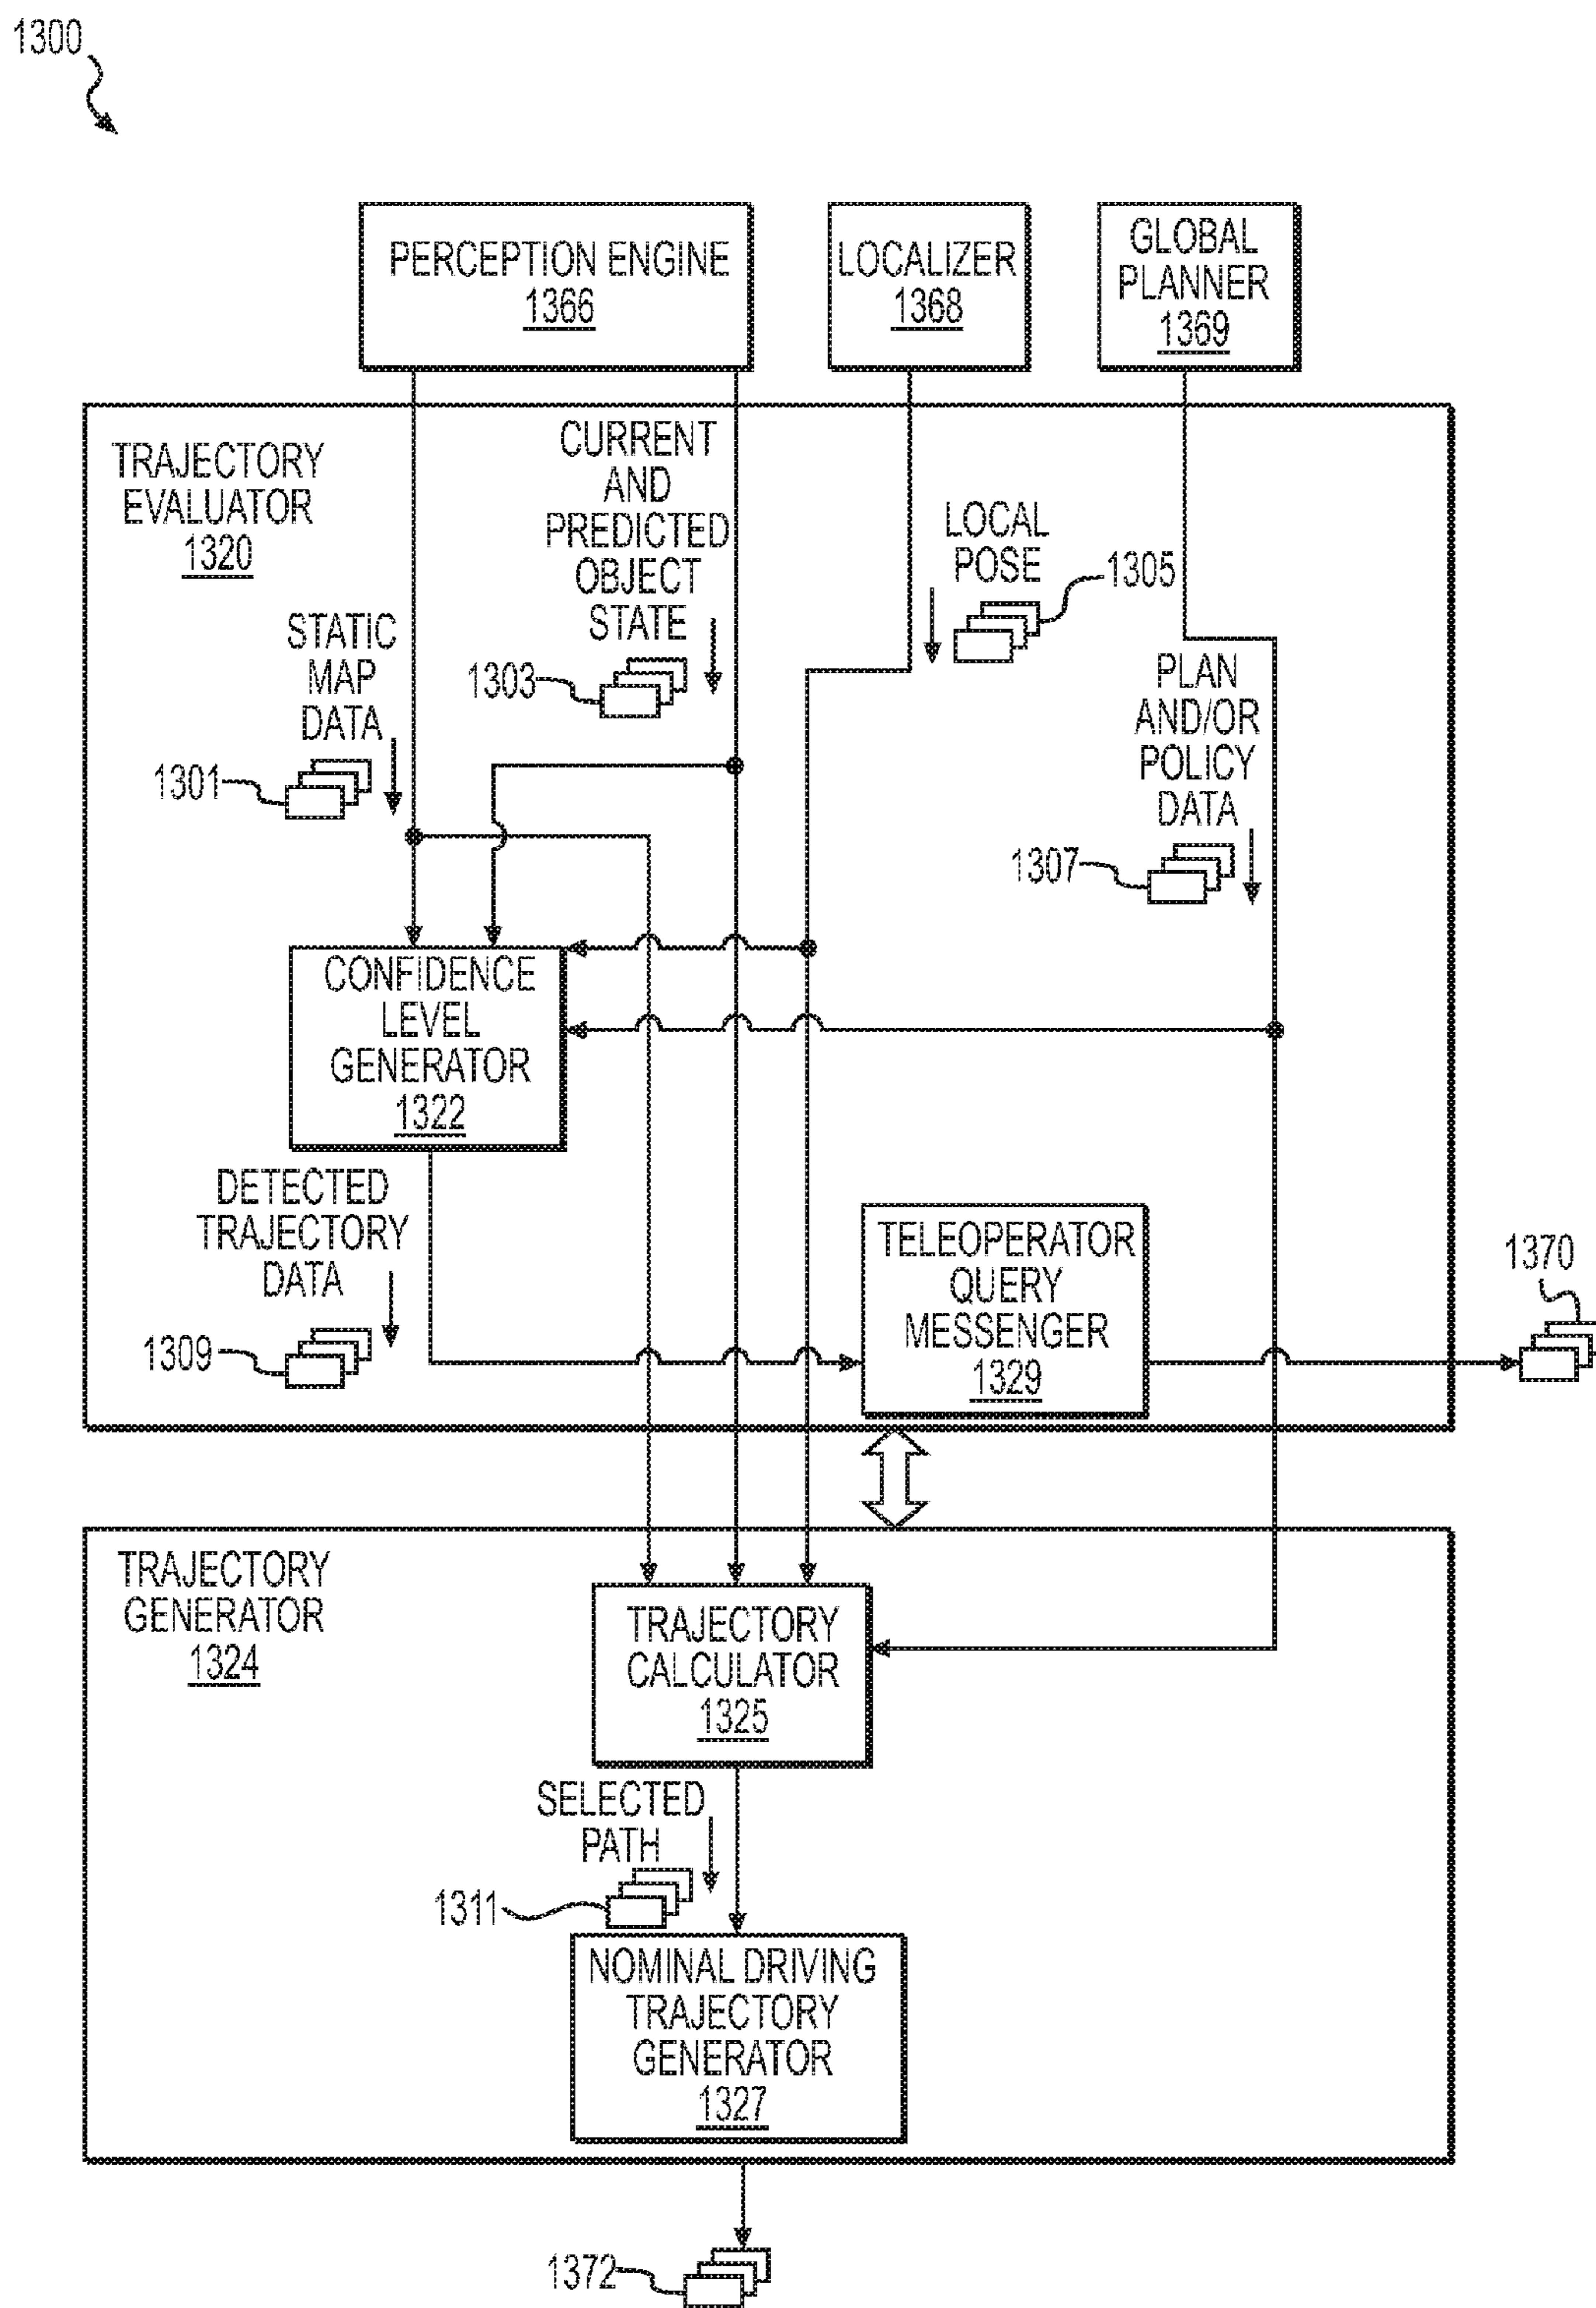 1300
PERCEPTION ENGINE
1366
LOCALIZER
1368
GLOBAL
PLANNER
1369
TRAJECTORY
EVALUATOR
1320
CURRENT
AND
PREDICTED
OBJECT
STATE
1303
LOCAL
POSE
1305
STATIC
MAP
DATA
1301
PLAN
AND/OR
POLICY
DATA
1307
CONFIDENCE
LEVEL
GENERATOR
1322
DETECTED
TRAJECTORY
DATA
1309
TELEOPERATOR
QUERY
MESSENGER
1329
1370
TRAJECTORY
GENERATOR
1324
TRAJECTORY
CALCULATOR
1325
SELECTED
PATH
1311
NOMINAL DRIVING
TRAJECTORY
GENERATOR
1327
1372